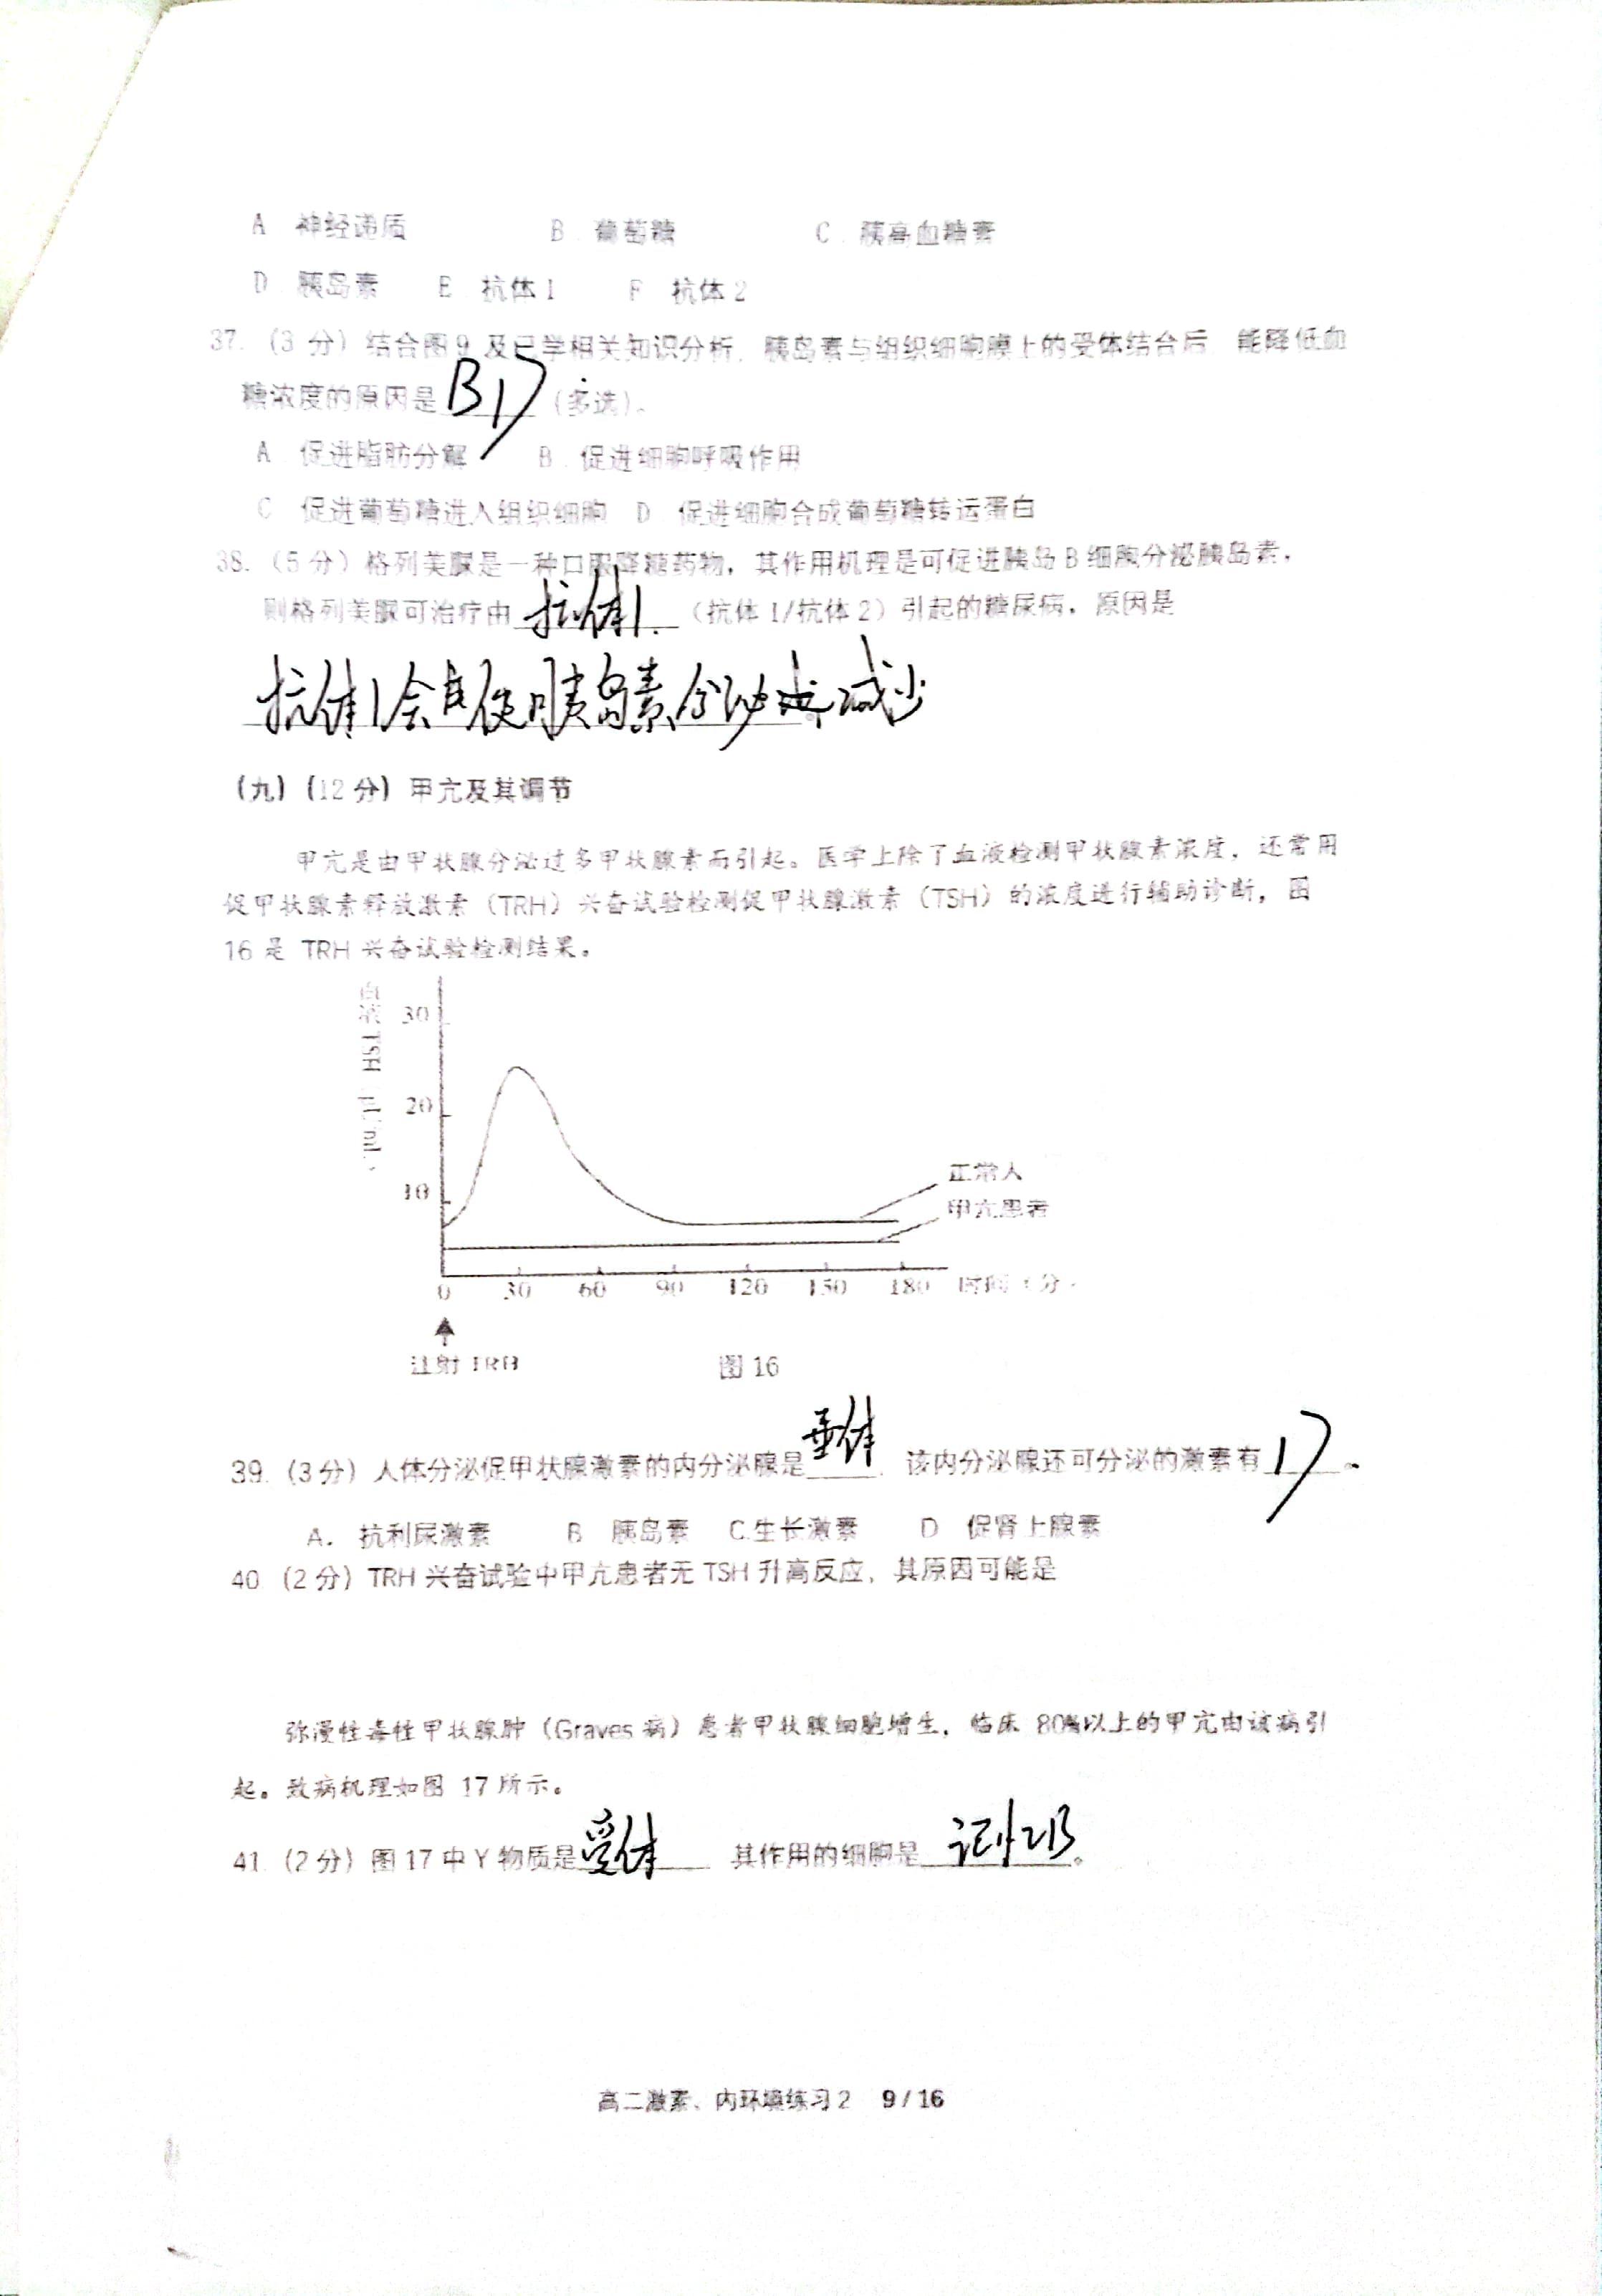 A 神经递质 B. 葡萄糖 C. 胰高血糖素
D. 胰岛素 E 抗体1 F 抗体2
37. (3分) 结合图9 及已学相关知识分析, 胰岛素与组织细胞膜上的受体结合后 能降低血
糖浓度的原因是 BD (多选)。
A. 促进脂肪分解 B. 促进细胞呼吸作用
C 促进葡萄糖进入组织细胞 D 促进细胞合成葡萄糖转运蛋白
38. (5分) 格列美脲是一种口服降糖药物, 其作用机理是可促进胰岛B细胞分泌胰岛素,
则格列美脲可治疗由 抗体1. (抗体1/抗体2) 引起的糖尿病, 原因是
抗体1会 使胰岛素分泌 减少
(九) (12分) 甲亢及其调节
甲亢是由甲状腺分泌过多甲状腺素而引起。医学上除了血液检测甲状腺素浓度, 还常用
促甲状腺素释放激素 (TRH) 兴奋试验检测促甲状腺激素 (TSH) 的浓度进行辅助诊断, 图
16是 TRH 兴奋试验检测结果。
血液TSH
30
20
10
正常人
甲亢患者
0 30 60 90 120 150 180 时间(分
注射TRH
图16
39. (3分) 人体分泌促甲状腺激素的内分泌腺是 垂体 . 该内分泌腺还可分泌的激素有 D 。
A. 抗利尿激素 B 胰岛素 C.生长激素 D 促肾上腺素
40 (2分) TRH 兴奋试验中甲亢患者无 TSH 升高反应, 其原因可能是
弥漫性毒性甲状腺肿 (Graves 病) 患者甲状腺细胞增生, 临床 80%以上的甲亢由该病引
起。致病机理如图 17所示。
41. (2分) 图17中Y物质是 受体 其作用的细胞是 记忆B 。
高二激素、内环境练习2 9 / 16